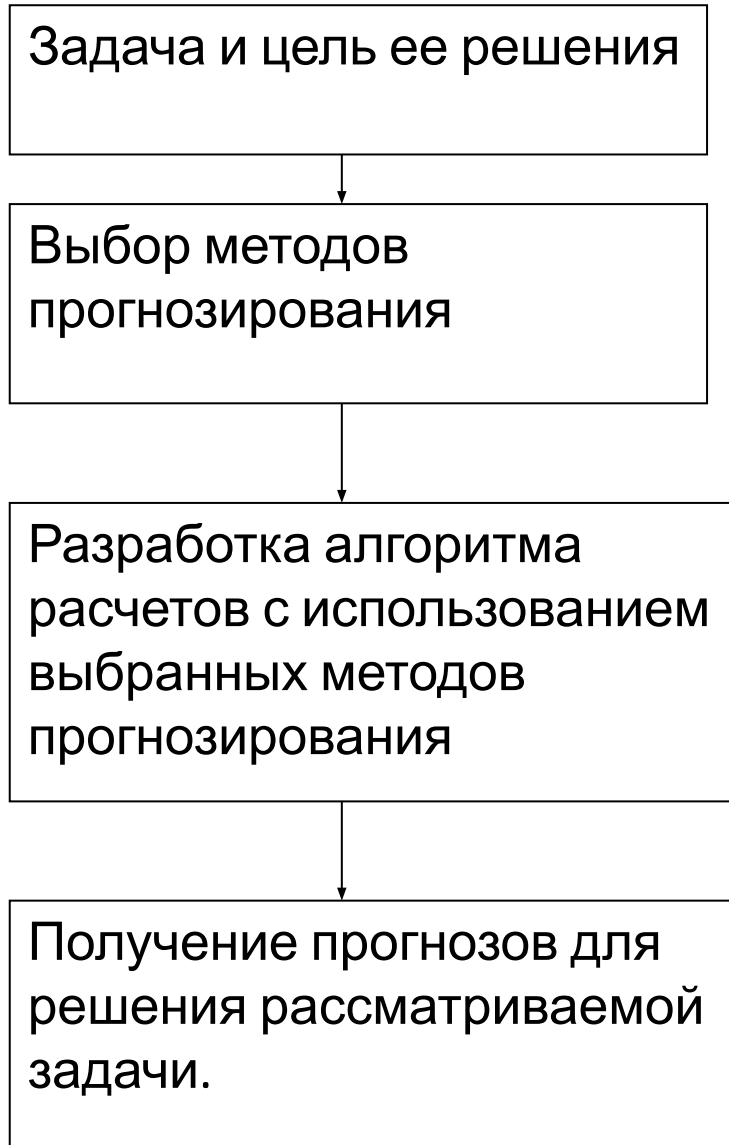 Задача и цель ее решения
Выбор методов
прогнозирования
Разработка алгоритма
расчетов с использованием
выбранных методов
прогнозирования
Получение прогнозов для
решения рассматриваемой
задачи.